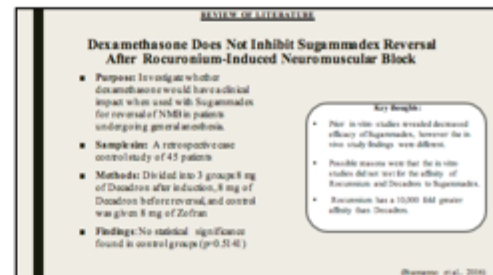 REVIEW OF LITERATURE
Dexamethasone Does Not Inhibit Sugammadex Reversal
After Rocuronium-Induced Neuromuscular Block
■ Purpose: Investigate whether
dexamethasone would have a clinical
impact when used with Sugammadex
for reversal of NMB in patients
undergoing general anesthesia.
■ Sample size: A retrospective case
control study of 45 patients
■ Methods: Divided into 3 groups 8 mg
of Decadron after induction, 8 mg of
Decadron before reversal, and control
was given 8 mg of Zofran
■ Findings: No statistical significance
found in control groups (p=0.5141)
Key thoughts:
• Prior in vitro studies revealed decreased
efficacy of Sugammadex, however the in
vivo study findings were different.
• Possible reasons were that the in vitro
studies did not test for the affinity of
Rocuronium and Decadron to Sugammadex.
• Rocuronium has a 10,000 fold greater
affinity than Decadron.
et al., 2016)